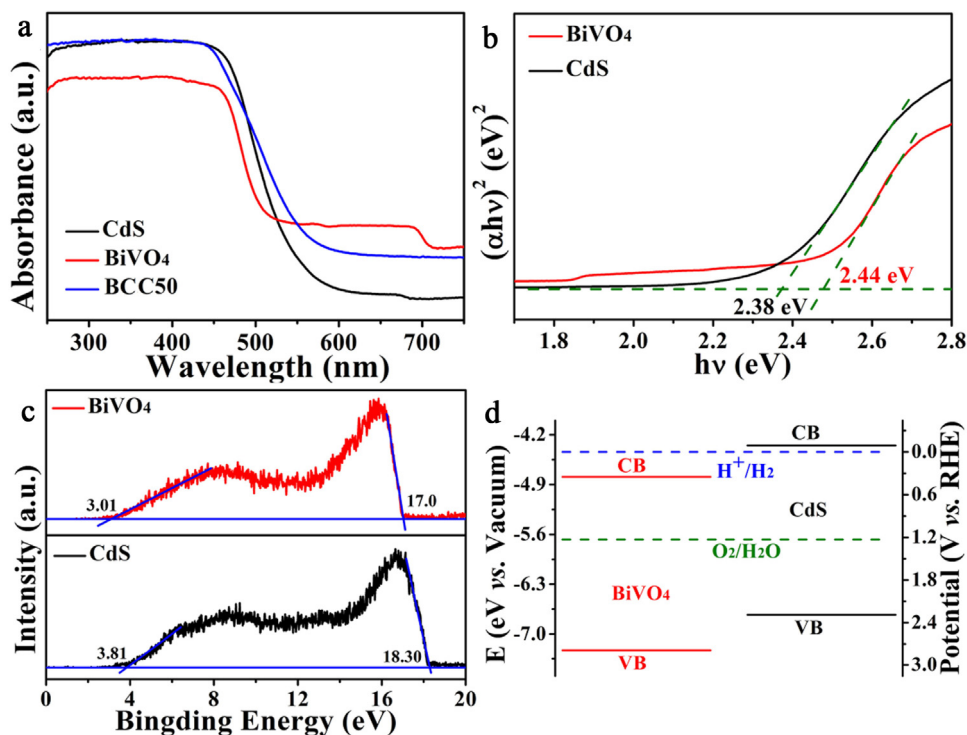 a
Absorbance (a.u.)
CdS
BiVO₄
BCC50
300 400 500 600 700
Wavelength (nm)
b
BiVO₄
CdS
(αhν)² (eV)²
2.44 eV
2.38 eV
1.8 2.0 2.2 2.4 2.6 2.8
hν (eV)
c
BiVO₄
3.01
17.0
CdS
3.81
18.30
Intensity (a.u.)
0 4 8 12 16 20
Bingding Energy (eV)
d
E (eV vs. Vacuum)
-4.2
-4.9
-5.6
-6.3
-7.0
CB
CB
H⁺/H₂
CdS
O₂/H₂O
BiVO₄
VB
VB
0.0
0.6
1.2
1.8
2.4
3.0
Potential (V vs. RHE)